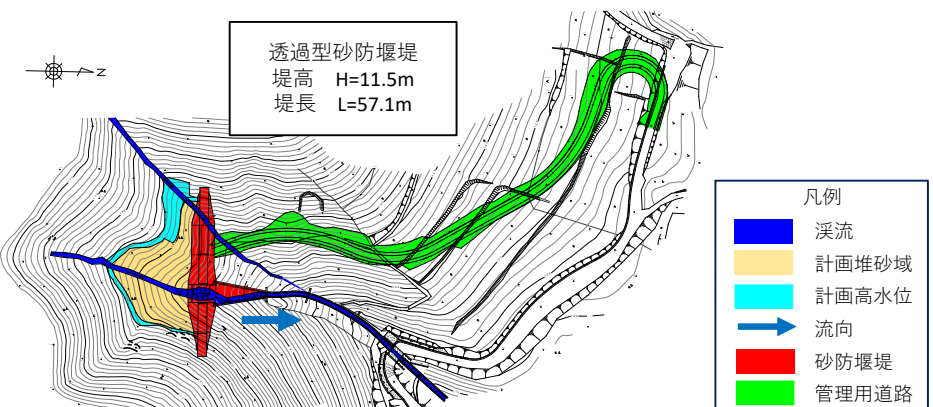 透過型砂防堰堤
堤高 H=11.5m
堤長 L=57.1m
N
凡例
渓流
計画堆砂域
計画高水位
流向
砂防堰堤
管理用道路